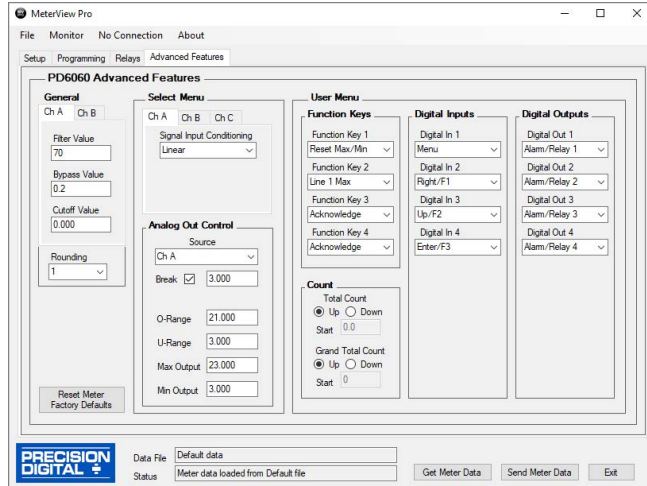 MeterView Pro
File Monitor No Connection About
Setup Programming Relays Advanced Features
PD6060 Advanced Features
General
Ch A Ch B
Filter Value
70
Bypass Value
0.2
Cutoff Value
0.000
Rounding
1
Reset Meter
Factory Defaults
Select Menu
Ch A Ch B Ch C
Signal Input Conditioning
Linear
Analog Out Control
Source
Ch A
Break 3.000
O-Range 21.000
U-Range 3.000
Max Output 23.000
Min Output 3.000
User Menu
Function Keys
Function Key 1
Reset Max/Min
Function Key 2
Line 1 Max
Function Key 3
Acknowledge
Function Key 4
Acknowledge
Count
Total Count
Up Down
Start 0.0
Grand Total Count
Up Down
Start 0
Digital Inputs
Digital In 1
Menu
Digital In 2
Right/F1
Digital In 3
Up/F2
Digital In 4
Enter/F3
Digital Outputs
Digital Out 1
Alarm/Relay 1
Digital Out 2
Alarm/Relay 2
Digital Out 3
Alarm/Relay 3
Digital Out 4
Alarm/Relay 4
PRECISION
DIGITAL
Data File Default data
Status Meter data loaded from Default file
Get Meter Data Send Meter Data Exit